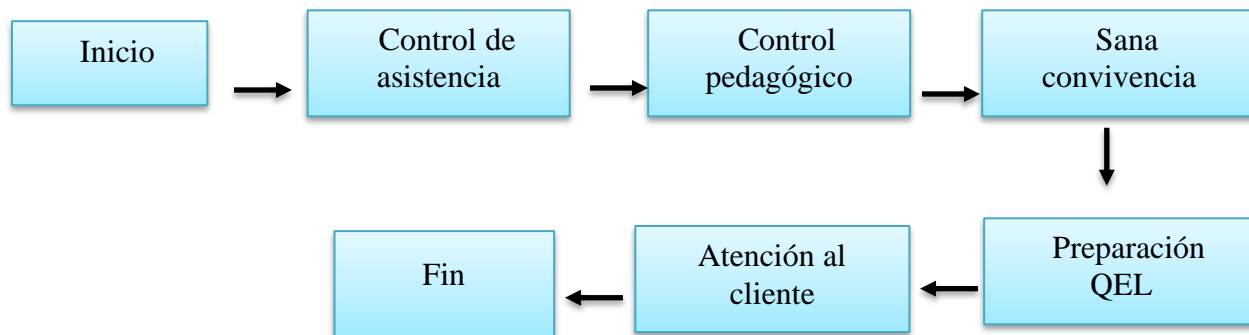 Inicio
Control de
asistencia
Control
pedagógico
Sana
convivencia
Preparación
QEL
Atención al
cliente
Fin